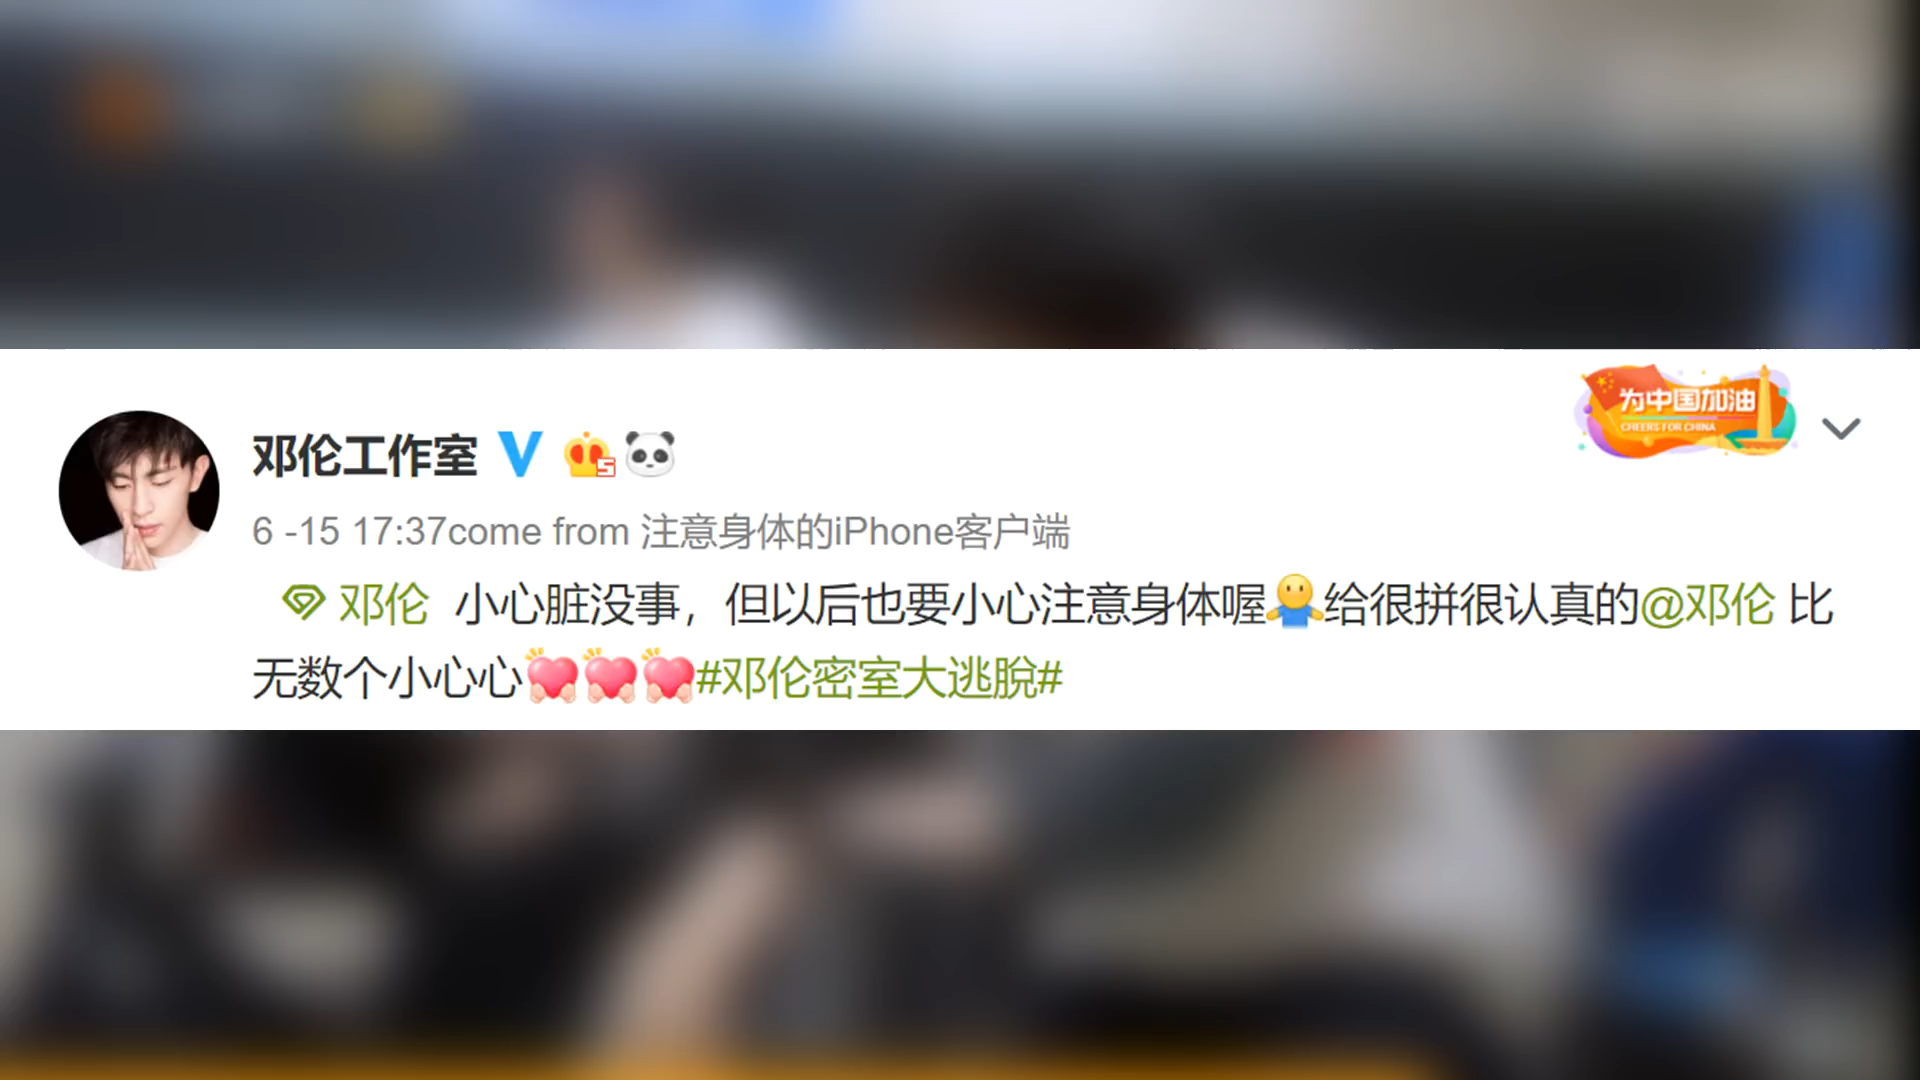 为中国加油
CHEERS FOR CHINA
邓伦工作室
6 -15 17:37come from 注意身体的iPhone客户端
邓伦 小心脏没事，但以后也要小心注意身体喔给很拼很认真的@邓伦 比
无数个小心心#邓伦密室大逃脱#